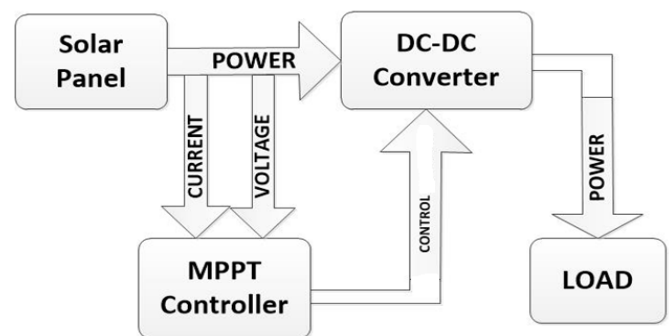 Solar
Panel
POWER
DC-DC
Converter
CURRENT
VOLTAGE
CONTROL
POWER
MPPT
Controller
LOAD